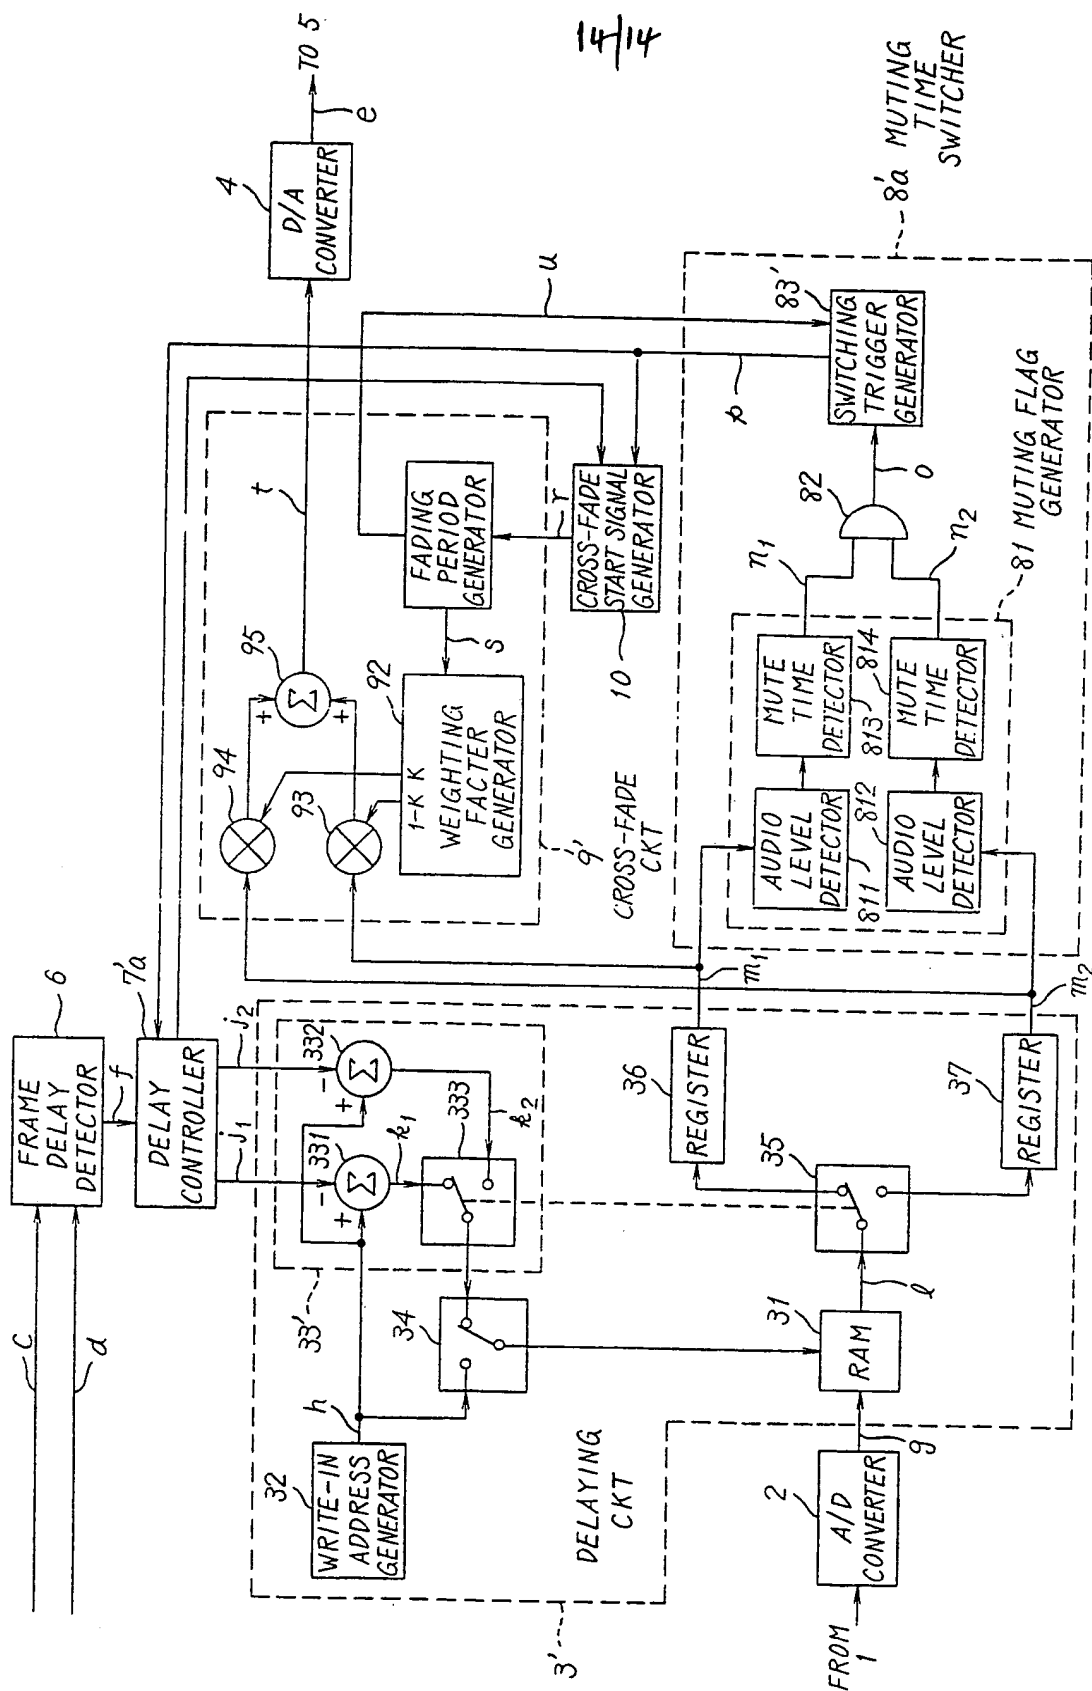 14/14
C
d
FRAME
DELAY
DETECTOR
6
f
DELAY
CONTROLLER
7'a
j1
j2
32
WRITE-IN
ADDRESS
GENERATOR
h
33'
331
332
333
+
-
+
-
Σ
Σ
k1
k2
34
DELAYING
CKT
3'
FROM
1
2
A/D
CONVERTER
g
31
RAM
l
35
36
REGISTER
37
REGISTER
m1
m2
94
93
95
+
+
Σ
t
4
D/A
CONVERTER
e
TO 5
1-K K
WEIGHTING
FACTER
GENERATOR
92
s
FADING
PERIOD
GENERATOR
r
CROSS-FADE
START SIGNAL
GENERATOR
10
9'
CROSS-FADE
CKT
u
p
AUDIO
LEVEL
DETECTOR
811
MUTE
TIME
DETECTOR
813
AUDIO
LEVEL
DETECTOR
812
MUTE
TIME
DETECTOR
814
n1
n2
82
o
SWITCHING
TRIGGER
GENERATOR
83'
81 MUTING FLAG
GENERATOR
8'a MUTING
TIME
SWITCHER